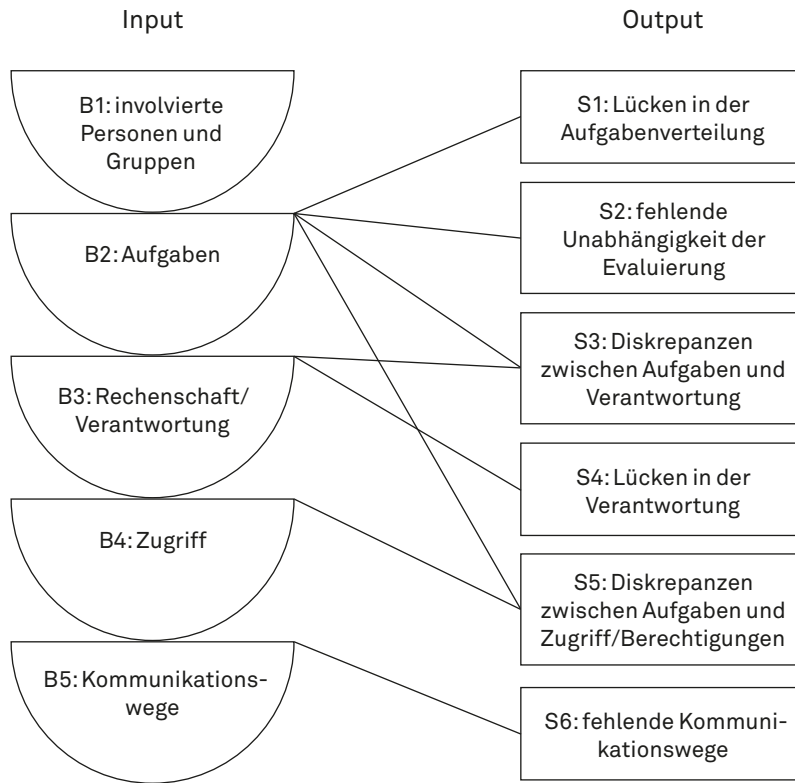 Input
B1: involvierte
Personen und
Gruppen
B2: Aufgaben
B3: Rechenschaft/
Verantwortung
B4: Zugriff
B5: Kommunikations-
wege
Output
S1: Lücken in der
Aufgabenverteilung
S2: fehlende
Unabhängigkeit der
Evaluierung
S3: Diskrepanzen
zwischen Aufgaben und
Verantwortung
S4: Lücken in der
Verantwortung
S5: Diskrepanzen
zwischen Aufgaben und
Zugriff/Berechtigungen
S6: fehlende Kommuni-
kationswege